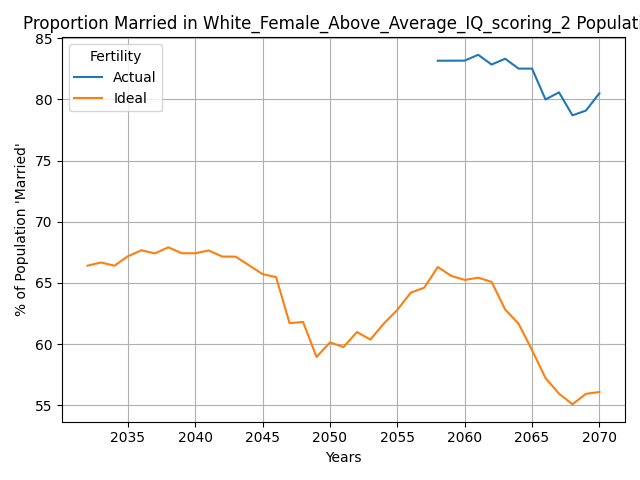 Proportion Married in White_Female_Above_Average_IQ_scoring_2 Populati
Fertility
Actual
Ideal
85
80
75
70
65
60
55
% of Population 'Married'
2035 2040 2045 2050 2055 2060 2065 2070
Years